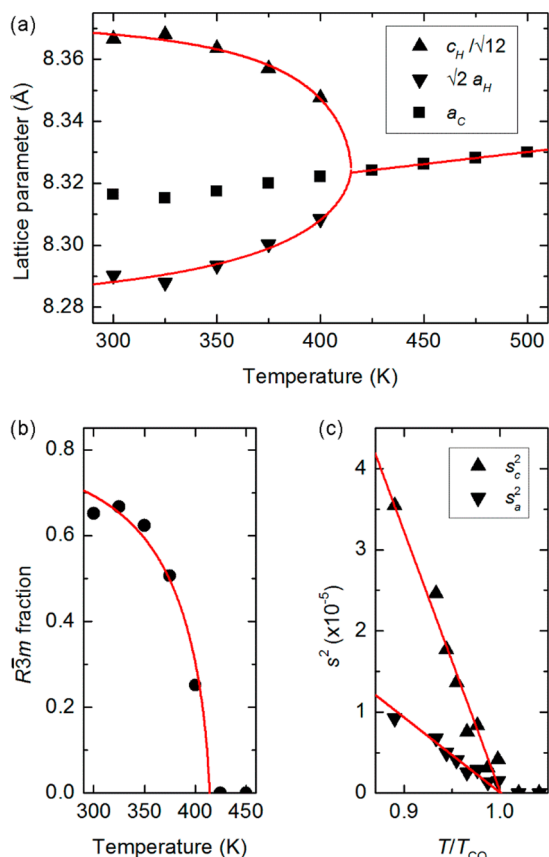 (a)
Lattice parameter (Å)
8.36
8.34
8.32
8.30
8.28
c_H/√12
√2 a_H
a_C
300 350 400 450 500
Temperature (K)
(b)
R3̄m fraction
0.8
0.6
0.4
0.2
0.0
300 350 400 450
Temperature (K)
(c)
s² (x10⁻⁵)
4
3
2
1
0
s_c²
s_a²
0.9 1.0
T/T_CO